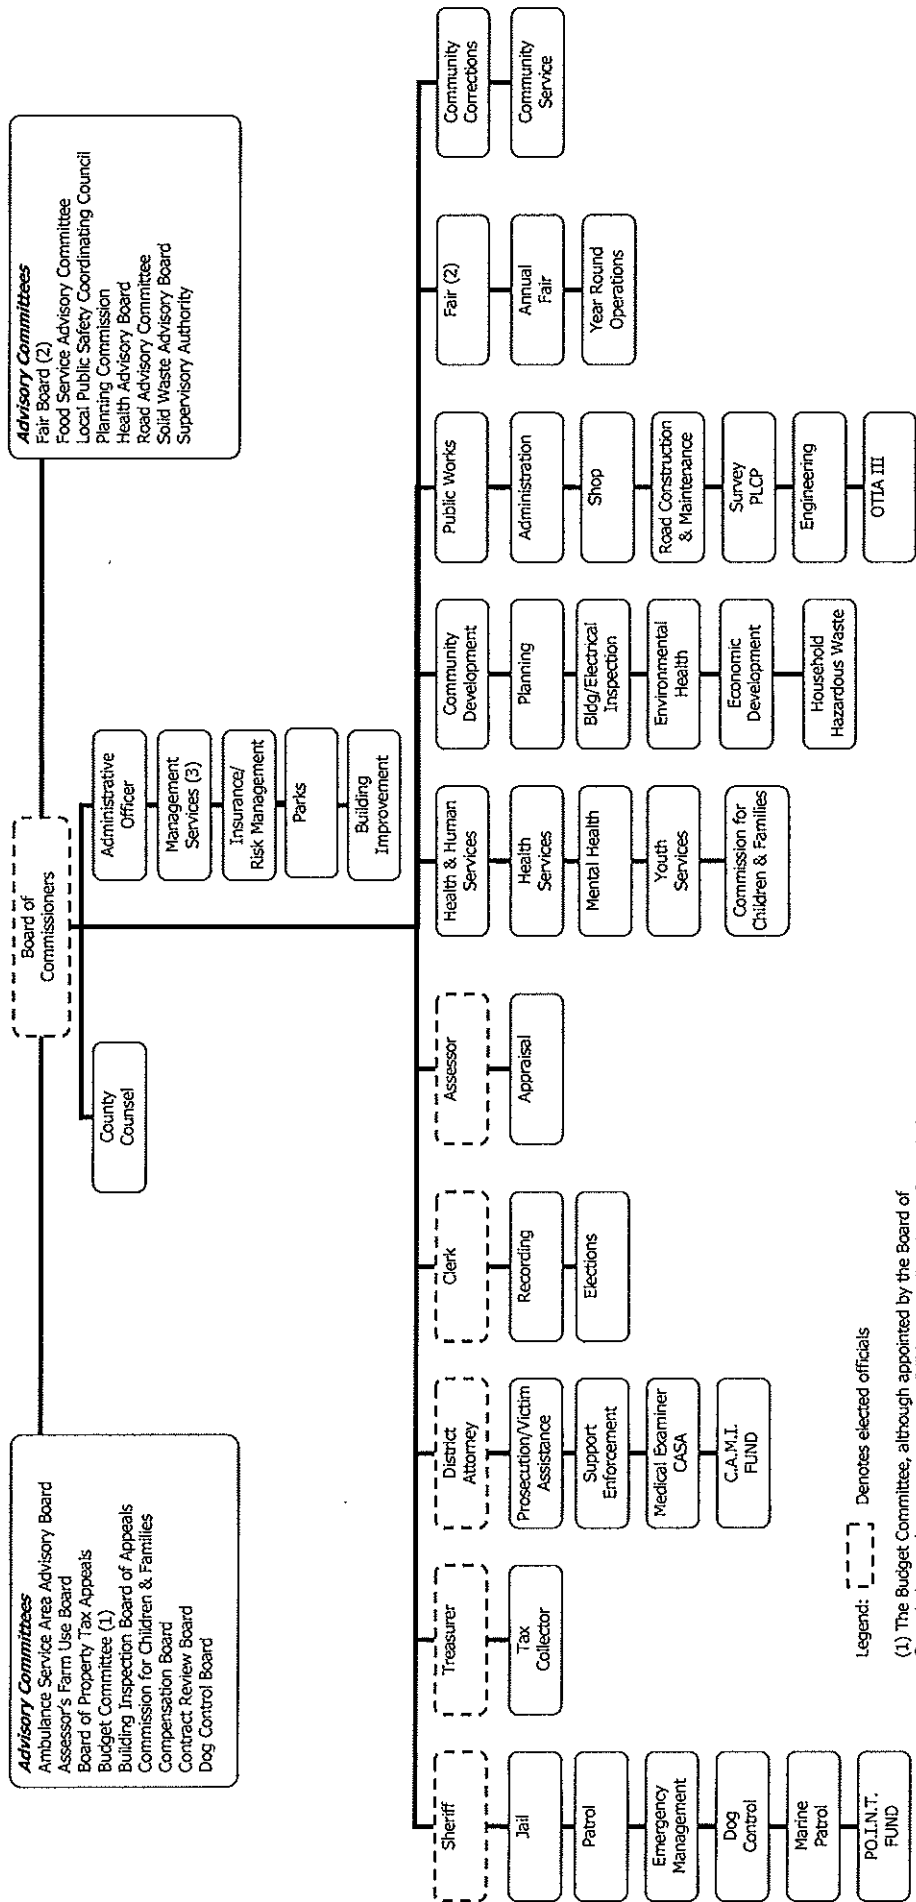 Advisory Committees
Ambulance Service Area Advisory Board
Assessor's Farm Use Board
Board of Property Tax Appeals
Budget Committee (1)
Building Inspection Board of Appeals
Commission for Children & Families
Compensation Board
Contract Review Board
Dog Control Board
Board of
Commissioners
Advisory Committees
Fair Board (2)
Food Service Advisory Committee
Local Public Safety Coordinating Council
Planning Commission
Health Advisory Board
Road Advisory Committee
Solid Waste Advisory Board
Supervisory Authority
County
Counsel
Administrative
Officer
Management
Services (3)
Insurance/
Risk Management
Parks
Building
Improvement
Sheriff
Jail
Patrol
Emergency
Management
Dog
Control
Marine
Patrol
PO.I.N.T.
FUND
Treasurer
Tax
Collector
District
Attorney
Prosecution/Victim
Assistance
Support
Enforcement
Medical Examiner
CASA
C.A.M.I.
FUND
Clerk
Recording
Elections
Assessor
Appraisal
Health & Human
Services
Health
Services
Mental Health
Youth
Services
Commission for
Children & Families
Community
Development
Planning
Bldg/Electrical
Inspection
Environmental
Health
Economic
Development
Household
Hazardous Waste
Public Works
Administration
Shop
Road Construction
& Maintenance
Survey
PLCP
Engineering
OTIA III
Fair (2)
Annual
Fair
Year Round
Operations
Community
Corrections
Community
Service
Legend:
Denotes elected officials
(1) The Budget Committee, although appointed by the Board of